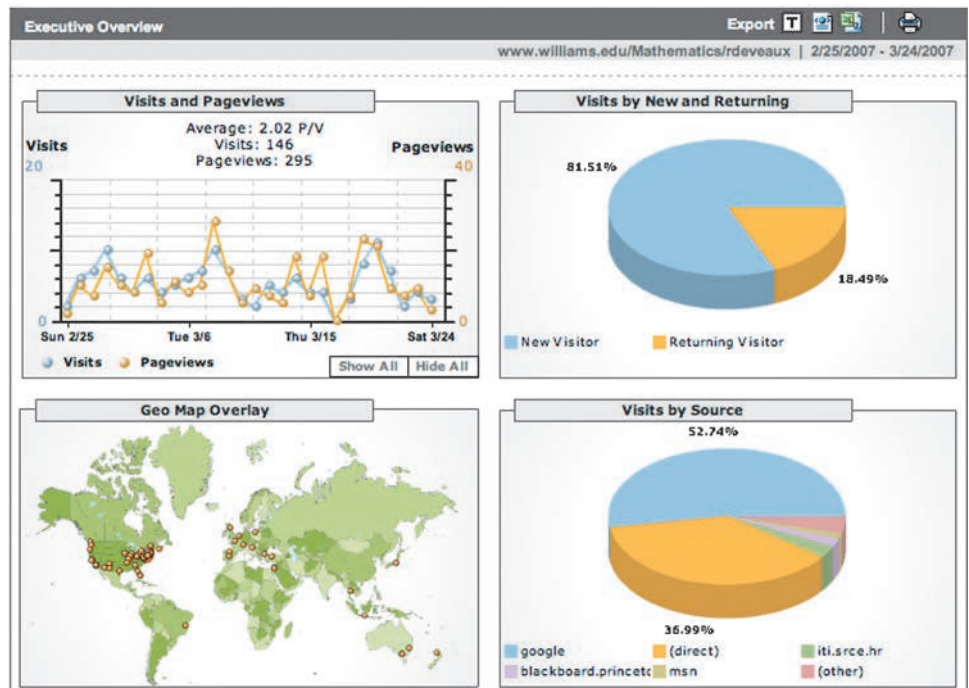 Executive Overview
Export T
www.williams.edu/Mathematics/rdeveaux | 2/25/2007 - 3/24/2007
Visits and Pageviews
Average: 2.02 P/V
Visits: 146
Pageviews: 295
Visits
Pageviews
20
40
0
0
Sun 2/25 Tue 3/6 Thu 3/15 Sat 3/24
Visits Pageviews
Show All Hide All
Visits by New and Returning
81.51%
18.49%
New Visitor Returning Visitor
Geo Map Overlay
Visits by Source
52.74%
36.99%
google (direct) iti.srce.hr
blackboard.princetc msn (other)